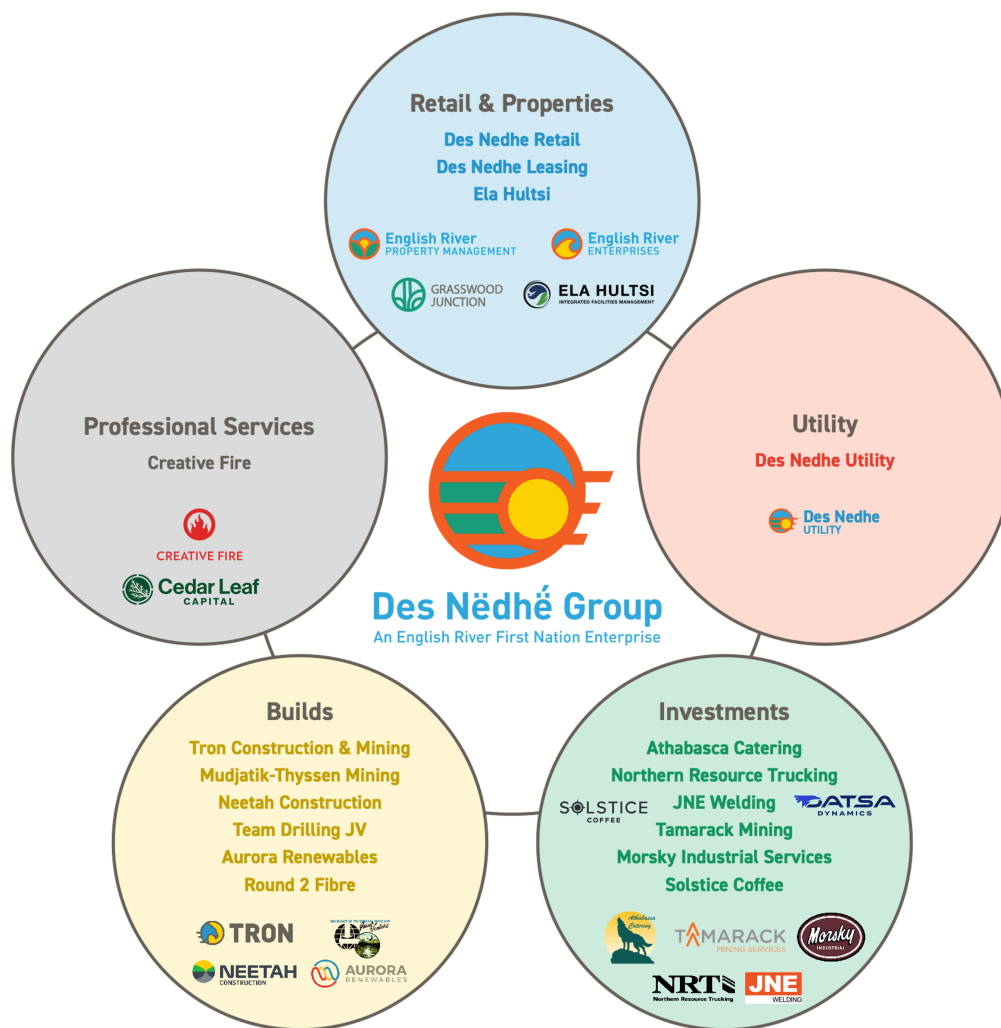 Retail & Properties
Des Nedhe Retail
Des Nedhe Leasing
Ela Hultsi
English River
PROPERTY MANAGEMENT
English River
ENTERPRISES
GRASSWOOD
JUNCTION
ELA HULTSI
INTEGRATED FACILITIES MANAGEMENT
Professional Services
Creative Fire
CREATIVE FIRE
Cedar Leaf
CAPITAL
Utility
Des Nedhe Utility
Des Nedhe
UTILITY
Des Nëdhé Group
An English River First Nation Enterprise
Builds
Tron Construction & Mining
Mudjatik-Thyssen Mining
Neetah Construction
Team Drilling JV
Aurora Renewables
Round 2 Fibre
TRON
NEETAH
CONSTRUCTION
AURORA
RENEWABLES
Investments
Athabasca Catering
Northern Resource Trucking
JNE Welding
Tamarack Mining
Morsky Industrial Services
Solstice Coffee
SOLSTICE
COFFEE
DATSA
DYNAMICS
Athabasca
Catering
TAMARACK
MINING SERVICES
Morsky
INDUSTRIAL
NRT
Northern Resource Trucking
JNE
WELDING